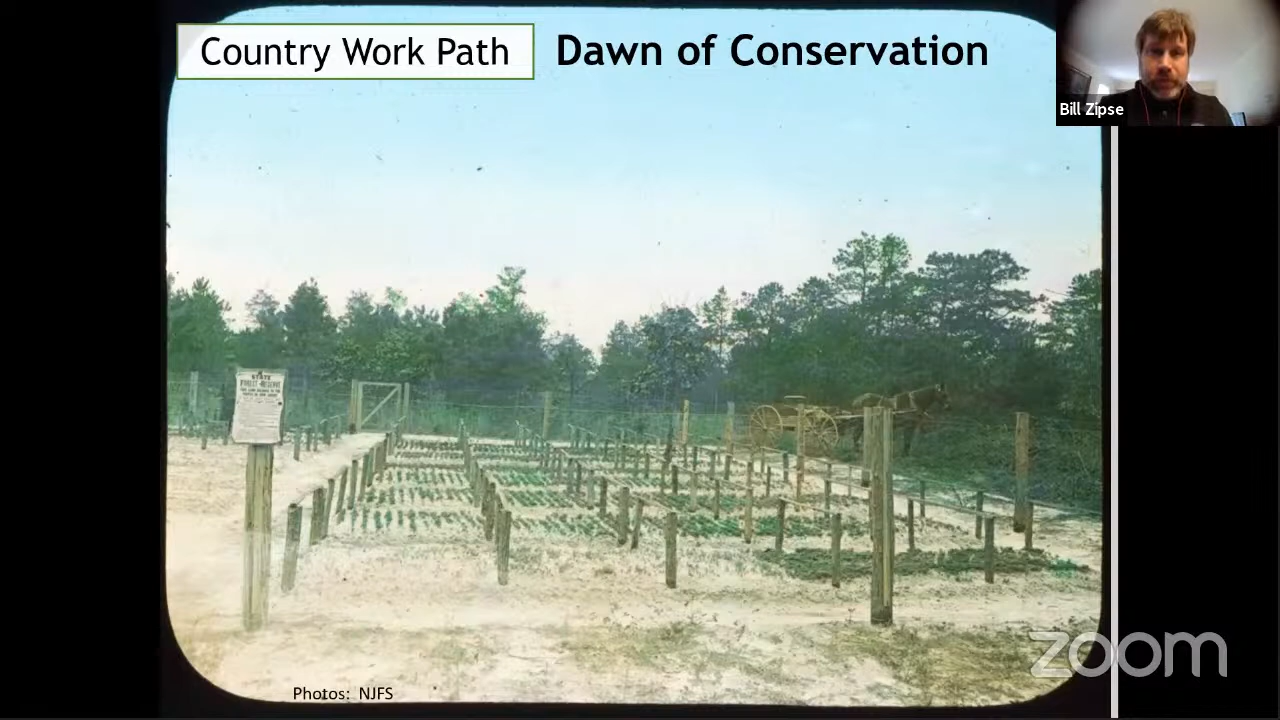 Country Work Path
Dawn of Conservation
Bill Zipse
STATE
FOREST RESERVE
zoom
Photos: NJFS